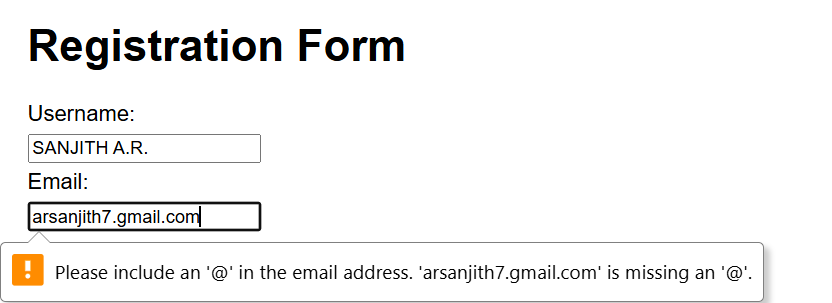 Registration Form
Username:
SANJITH A.R.
Email:
arsanjith7.gmail.com
Please include an '@' in the email address. 'arsanjith7.gmail.com' is missing an '@'.